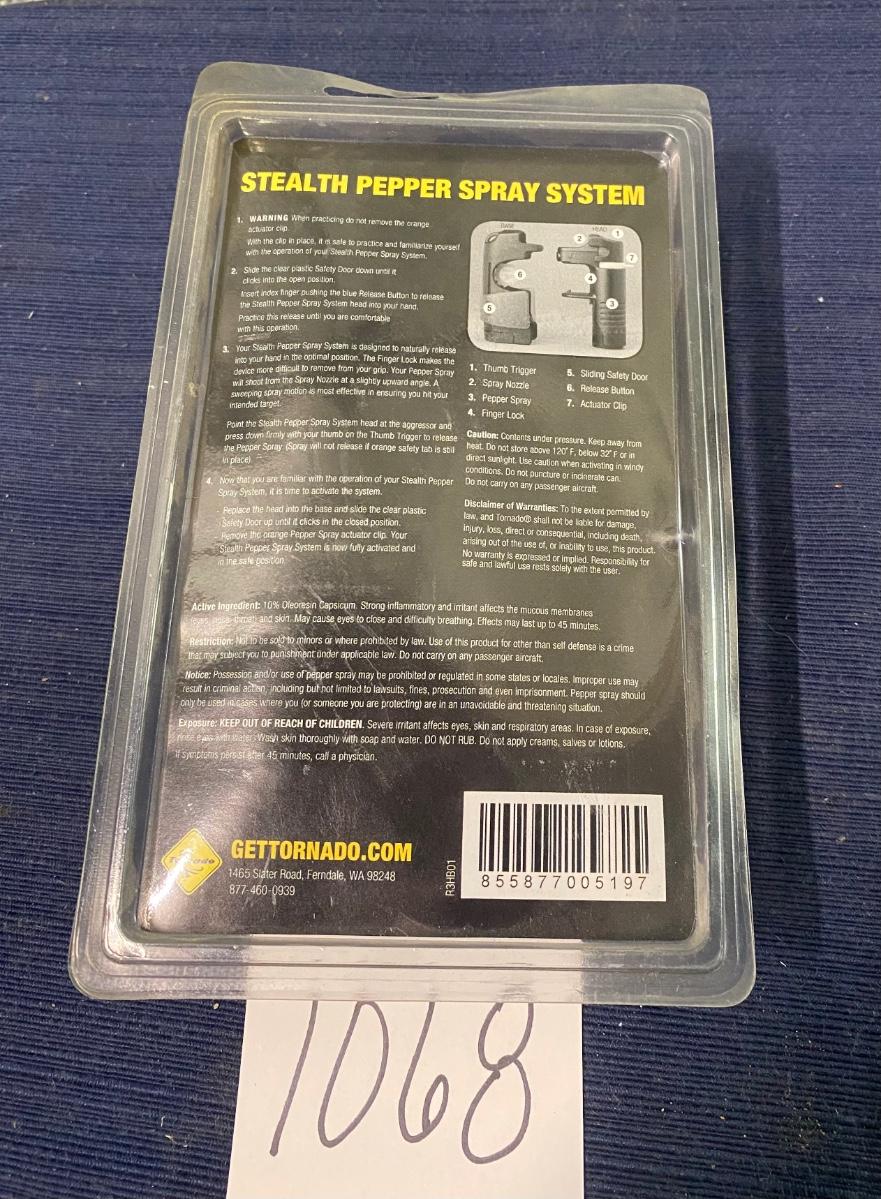 STEALTH PEPPER SPRAY SYSTEM
1. WARNING When practicing do not remove the orange
actuator clip.
With the clip in place, it is safe to practice and familiarize yourself
with the operation of your Stealth Pepper Spray System.
2. Slide the clear plastic Safety Door down until it
clicks into the open position.
Insert index finger pushing the blue Release Button to release
the Stealth Pepper Spray System head into your hand.
Practice this release until you are comfortable
with this operation.
3. Your Stealth Pepper Spray System is designed to naturally release
into your hand in the optimal position. The Finger Lock makes the
device more difficult to remove from your grip. Your Pepper Spray
will shoot from the Spray Nozzle at a slightly upward angle. A
sweeping spray motion is most effective in ensuring you hit your
intended target.
Point the Stealth Pepper Spray System head at the aggressor and
press down firmly with your thumb on the Thumb Trigger to release
the Pepper Spray (Spray will not release if orange safety tab is still
in place)
4. Now that you are familiar with the operation of your Stealth Pepper
Spray System, it is time to activate the system.
- Replace the head into the base and slide the clear plastic
Safety Door up until it clicks in the closed position.
- Remove the orange Pepper Spray actuator clip. Your
Stealth Pepper Spray System is now fully activated and
in the safe position.
BASE
HEAD
1
2
7
6
4
5
3
1. Thumb Trigger
2. Spray Nozzle
3. Pepper Spray
4. Finger Lock
5. Sliding Safety Door
6. Release Button
7. Actuator Clip
Caution: Contents under pressure. Keep away from
heat. Do not store above 120° F, below 32° F or in
direct sunlight. Use caution when activating in windy
conditions. Do not puncture or incinerate can.
Do not carry on any passenger aircraft.
Disclaimer of Warranties: To the extent permitted by
law, and Tornado® shall not be liable for damage,
injury, loss, direct or consequential, including death,
arising out of the use of, or inability to use, this product.
No warranty is expressed or implied. Responsibility for
safe and lawful use rests solely with the user.
Active Ingredient: 10% Oleoresin Capsicum. Strong inflammatory and irritant affects the mucous membranes
(eyes, nose, throat) and skin. May cause eyes to close and difficulty breathing. Effects may last up to 45 minutes.
Restriction: Not to be sold to minors or where prohibited by law. Use of this product for other than self defense is a crime
that may subject you to punishment under applicable law. Do not carry on any passenger aircraft.
Notice: Possession and/or use of pepper spray may be prohibited or regulated in some states or locales. Improper use may
result in criminal action, including but not limited to lawsuits, fines, prosecution and even imprisonment. Pepper spray should
only be used in cases where you (or someone you are protecting) are in an unavoidable and threatening situation.
Exposure: KEEP OUT OF REACH OF CHILDREN. Severe irritant affects eyes, skin and respiratory areas. In case of exposure,
rinse eyes with water. Wash skin thoroughly with soap and water. DO NOT RUB. Do not apply creams, salves or lotions.
If symptoms persist after 45 minutes, call a physician.
Tornado
GETTORNADO.COM
1465 Slater Road, Ferndale, WA 98248
877-460-0939
R3HB01
855877005197
1068